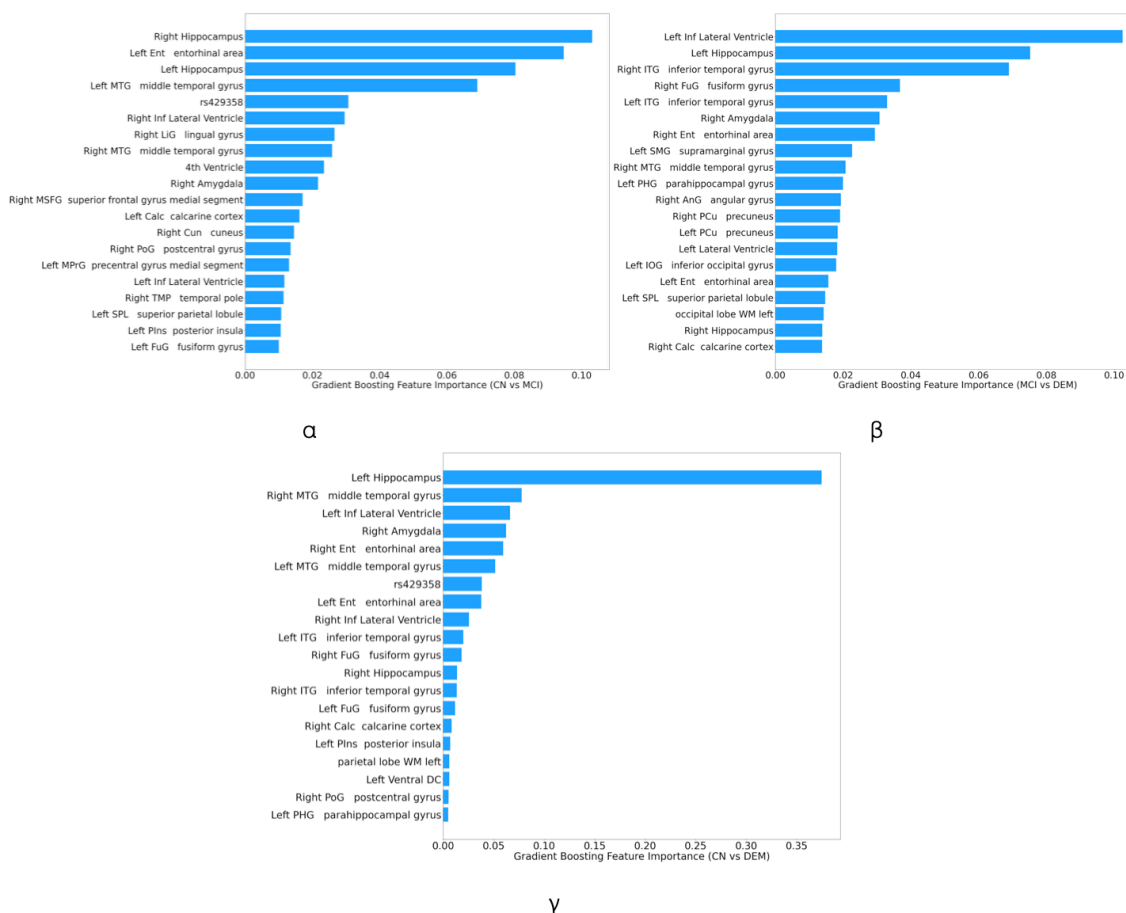 Right Hippocampus
Left Ent entorhinal area
Left Hippocampus
Left MTG middle temporal gyrus
rs429358
Right Inf Lateral Ventricle
Right LiG lingual gyrus
Right MTG middle temporal gyrus
4th Ventricle
Right Amygdala
Right MSFG superior frontal gyrus medial segment
Left Calc calcarine cortex
Right Cun cuneus
Right PoG postcentral gyrus
Left MPrG precentral gyrus medial segment
Left Inf Lateral Ventricle
Right TMP temporal pole
Left SPL superior parietal lobule
Left PIns posterior insula
Left FuG fusiform gyrus
0.00 0.02 0.04 0.06 0.08 0.10
Gradient Boosting Feature Importance (CN vs MCI)
α
Left Inf Lateral Ventricle
Left Hippocampus
Right ITG inferior temporal gyrus
Right FuG fusiform gyrus
Left ITG inferior temporal gyrus
Right Amygdala
Right Ent entorhinal area
Left SMG supramarginal gyrus
Right MTG middle temporal gyrus
Left PHG parahippocampal gyrus
Right AnG angular gyrus
Right PCu precuneus
Left PCu precuneus
Left Lateral Ventricle
Left IOG inferior occipital gyrus
Left Ent entorhinal area
Left SPL superior parietal lobule
occipital lobe WM left
Right Hippocampus
Right Calc calcarine cortex
0.00 0.02 0.04 0.06 0.08 0.10
Gradient Boosting Feature Importance (MCI vs DEM)
β
Left Hippocampus
Right MTG middle temporal gyrus
Left Inf Lateral Ventricle
Right Amygdala
Right Ent entorhinal area
Left MTG middle temporal gyrus
rs429358
Left Ent entorhinal area
Right Inf Lateral Ventricle
Left ITG inferior temporal gyrus
Right FuG fusiform gyrus
Right Hippocampus
Right ITG inferior temporal gyrus
Left FuG fusiform gyrus
Right Calc calcarine cortex
Left PIns posterior insula
parietal lobe WM left
Left Ventral DC
Right PoG postcentral gyrus
Left PHG parahippocampal gyrus
0.00 0.05 0.10 0.15 0.20 0.25 0.30 0.35
Gradient Boosting Feature Importance (CN vs DEM)
γ